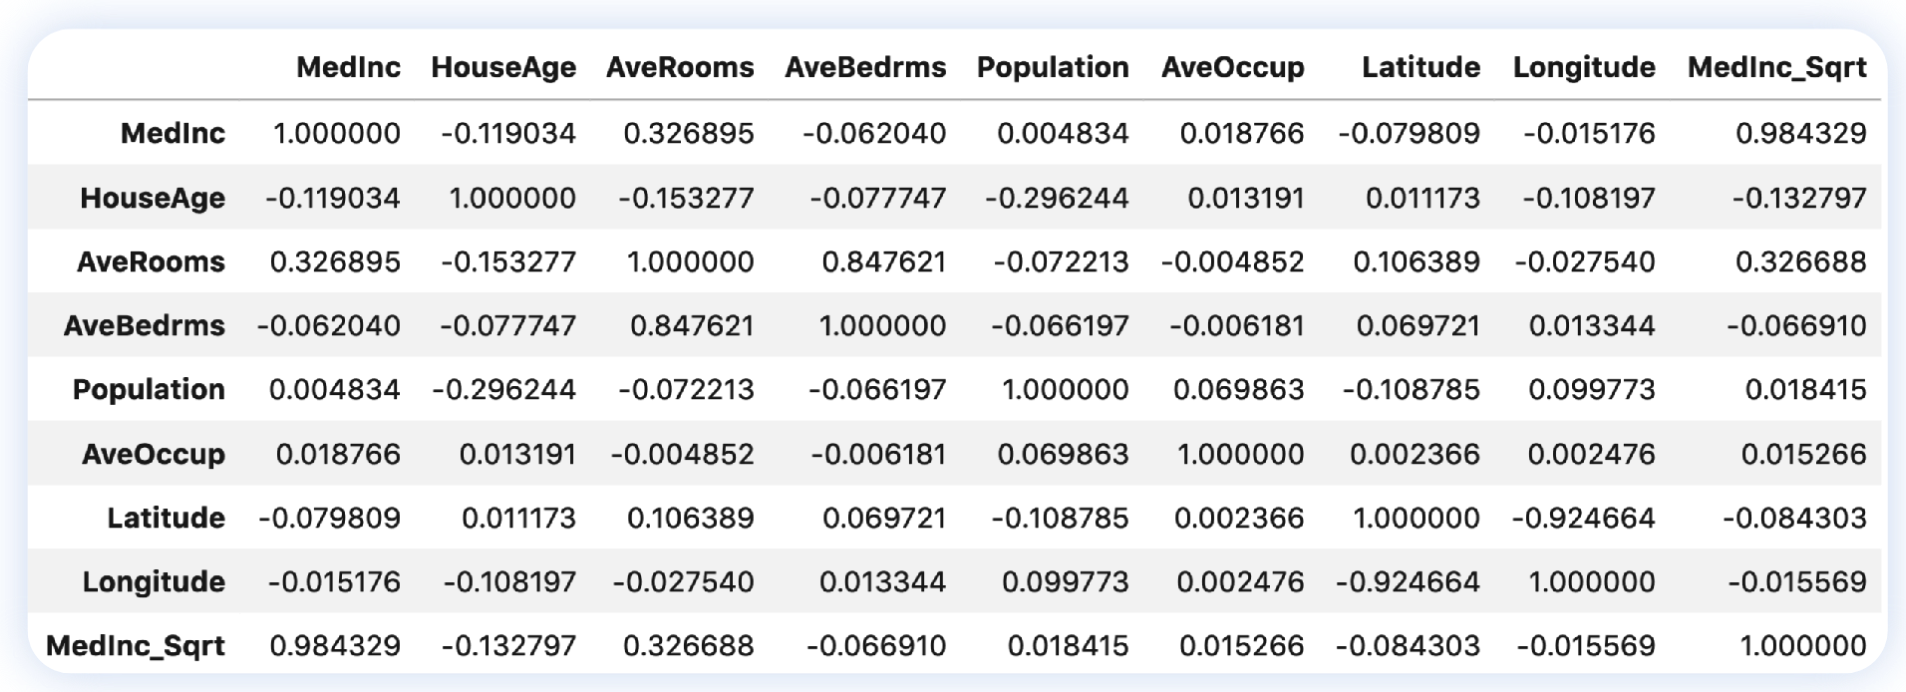 MedInc HouseAge AveRooms AveBedrms Population AveOccup Latitude Longitude MedInc_Sqrt
MedInc 1.000000 -0.119034 0.326895 -0.062040 0.004834 0.018766 -0.079809 -0.015176 0.984329
HouseAge -0.119034 1.000000 -0.153277 -0.077747 -0.296244 0.013191 0.011173 -0.108197 -0.132797
AveRooms 0.326895 -0.153277 1.000000 0.847621 -0.072213 -0.004852 0.106389 -0.027540 0.326688
AveBedrms -0.062040 -0.077747 0.847621 1.000000 -0.066197 -0.006181 0.069721 0.013344 -0.066910
Population 0.004834 -0.296244 -0.072213 -0.066197 1.000000 0.069863 -0.108785 0.099773 0.018415
AveOccup 0.018766 0.013191 -0.004852 -0.006181 0.069863 1.000000 0.002366 0.002476 0.015266
Latitude -0.079809 0.011173 0.106389 0.069721 -0.108785 0.002366 1.000000 -0.924664 -0.084303
Longitude -0.015176 -0.108197 -0.027540 0.013344 0.099773 0.002476 -0.924664 1.000000 -0.015569
MedInc_Sqrt 0.984329 -0.132797 0.326688 -0.066910 0.018415 0.015266 -0.084303 -0.015569 1.000000